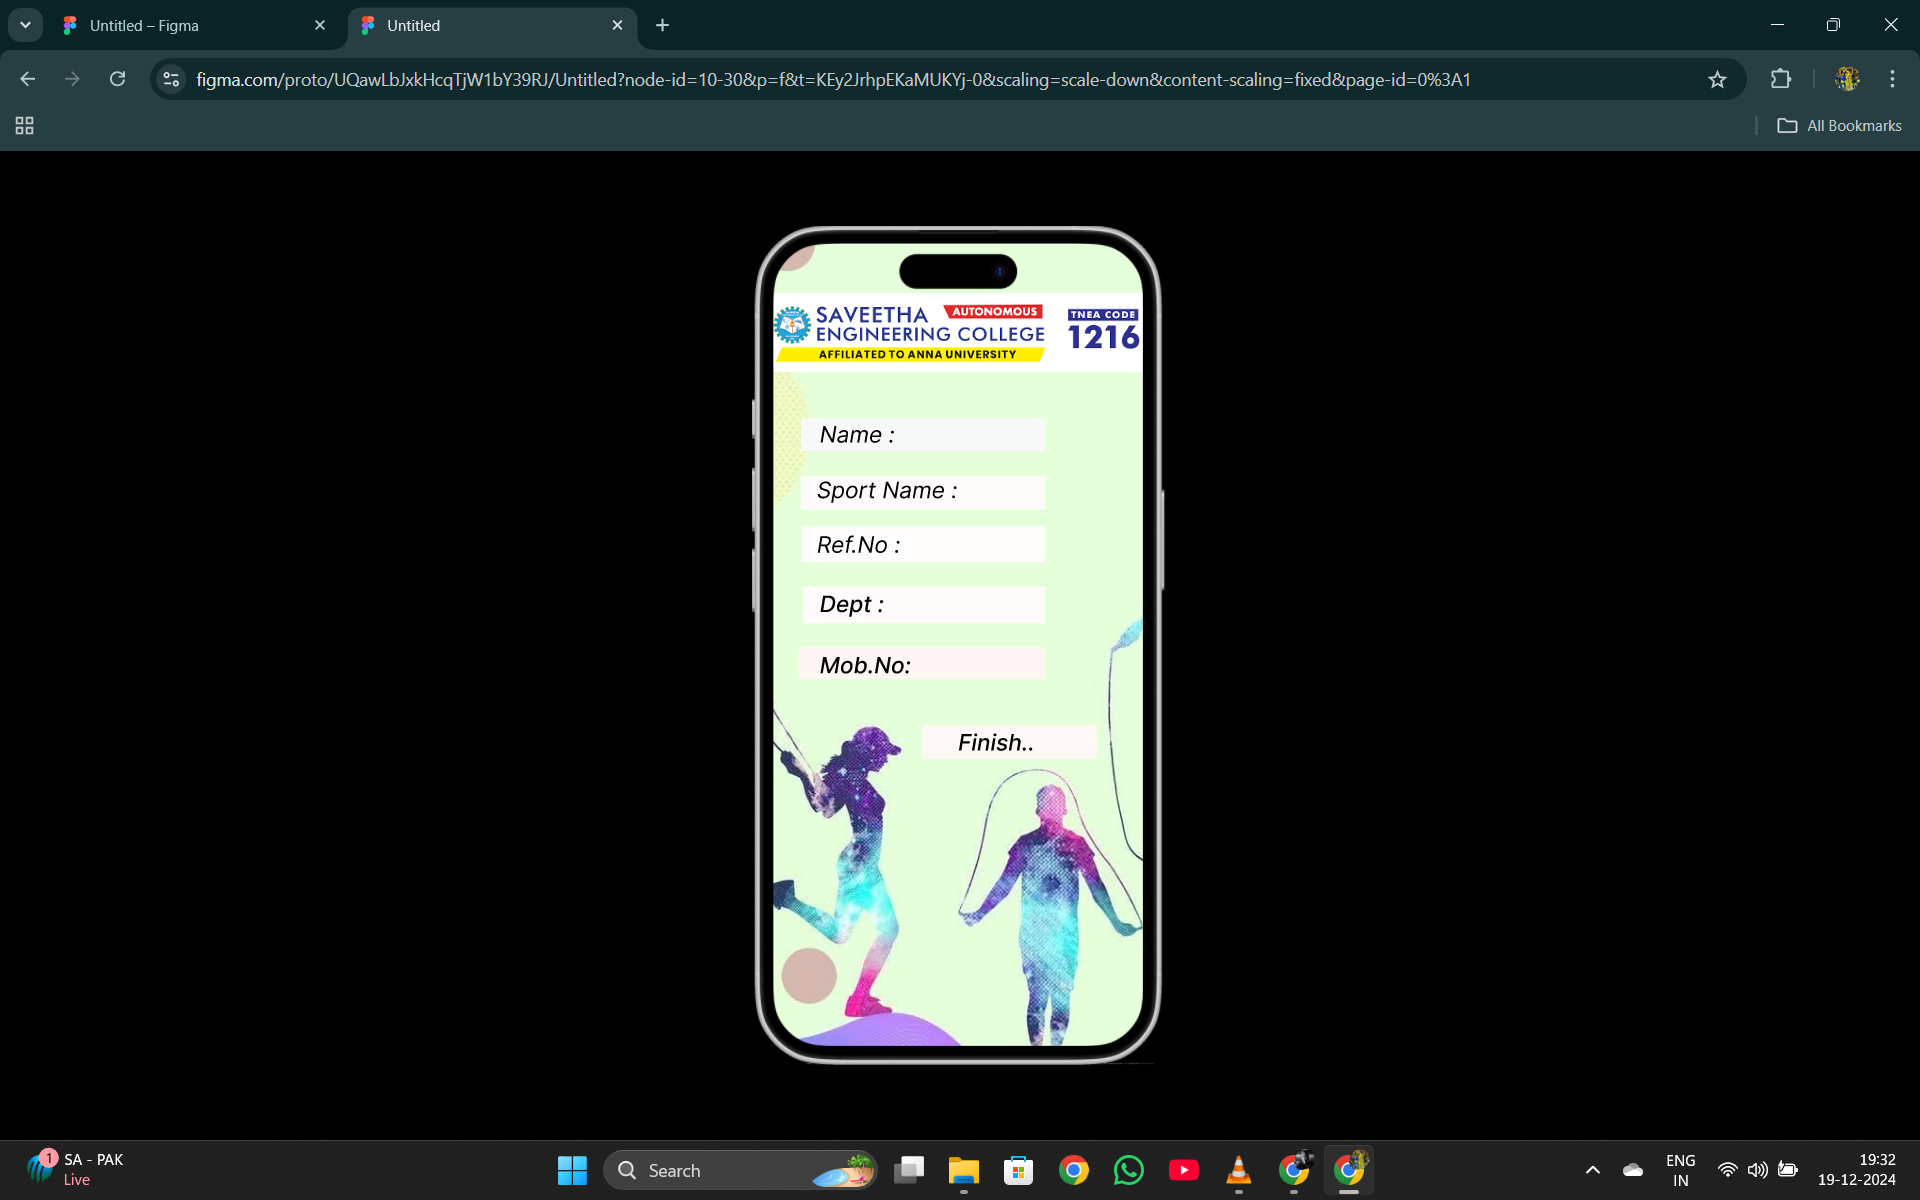 Untitled – Figma
Untitled
figma.com/proto/UQawLbJxkHcqTjW1bY39RJ/Untitled?node-id=10-30&p=f&t=KEy2JrhpEKaMUKYj-0&scaling=scale-down&content-scaling=fixed&page-id=0%3A1
All Bookmarks
SAVEETHA AUTONOMOUS
ENGINEERING COLLEGE
AFFILIATED TO ANNA UNIVERSITY
TNEA CODE
1216
Name :
Sport Name :
Ref.No :
Dept :
Mob.No:
Finish..
1
SA - PAK
Live
Search
ENG
IN
19:32
19-12-2024